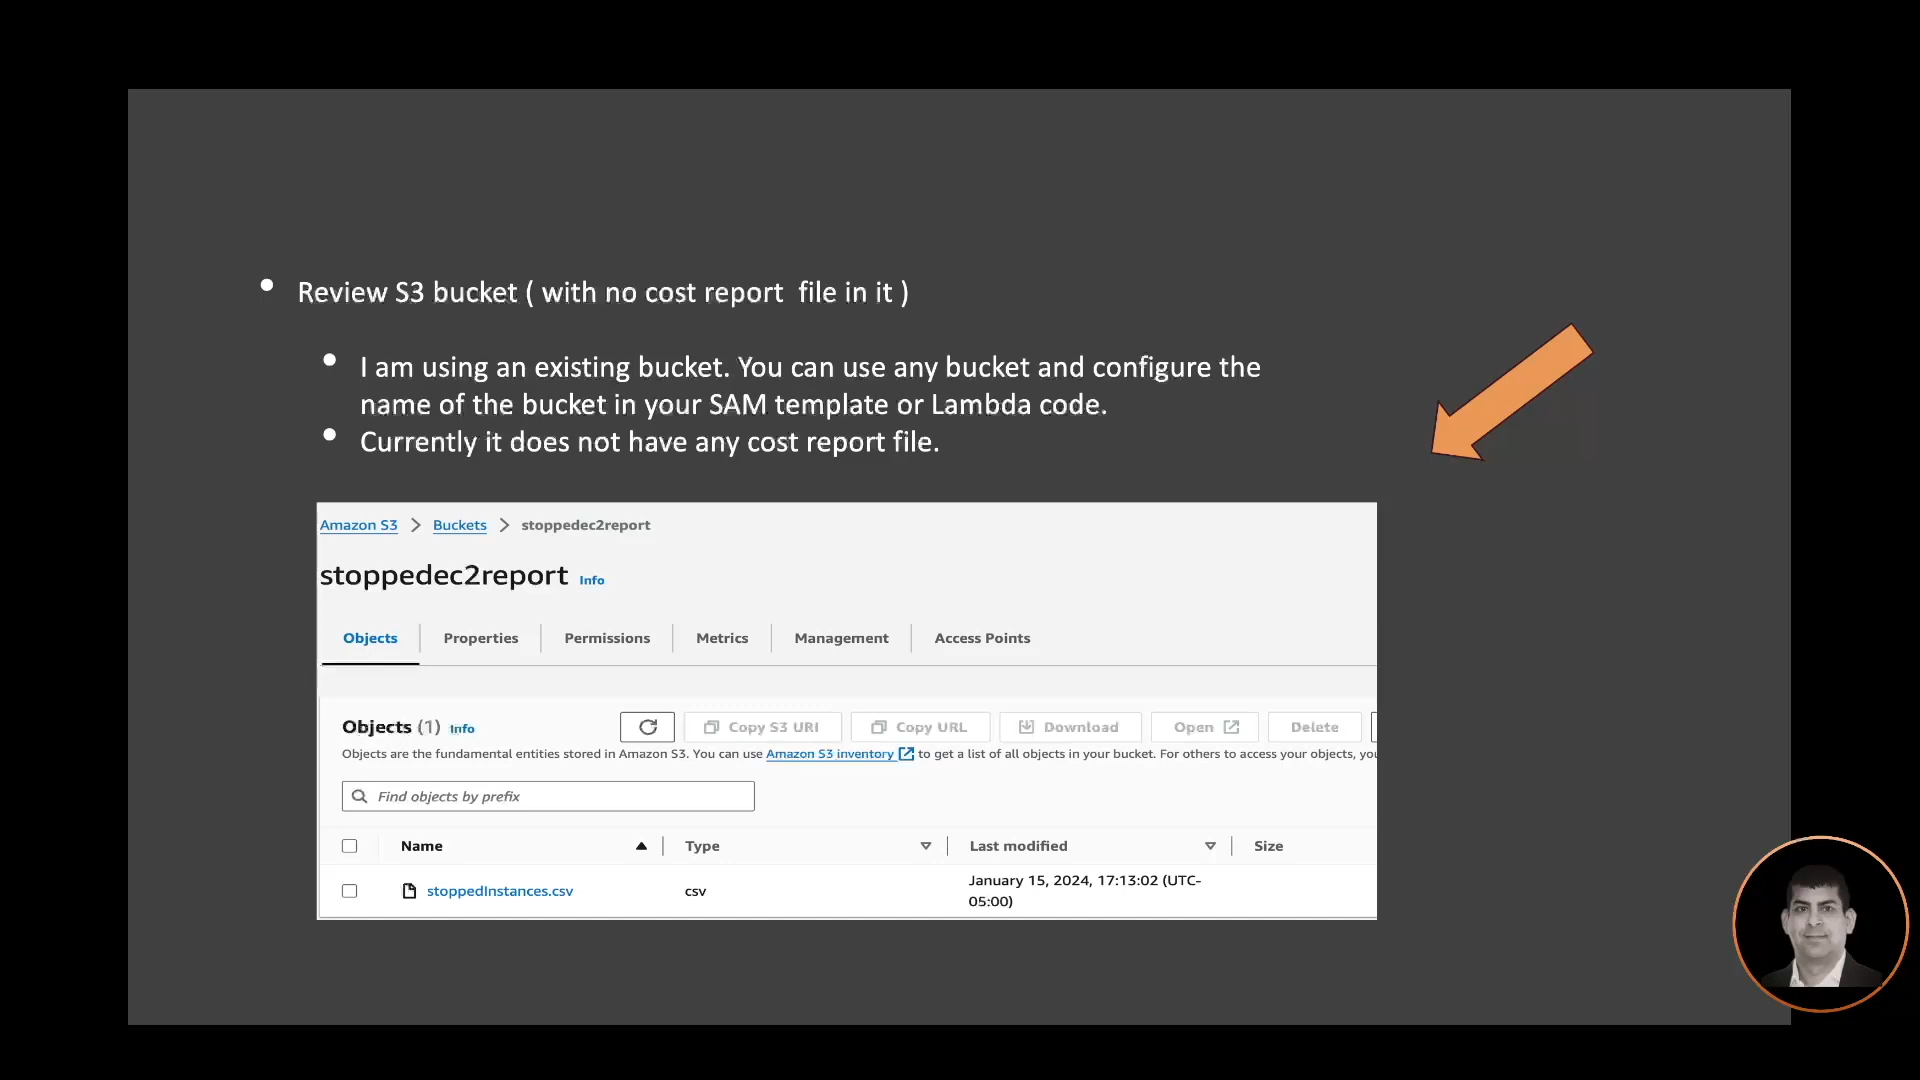 Review S3 bucket ( with no cost report file in it )
I am using an existing bucket. You can use any bucket and configure the
name of the bucket in your SAM template or Lambda code.
Currently it does not have any cost report file.
Amazon S3 > Buckets > stoppedec2report
stoppedec2report Info
Objects Properties Permissions Metrics Management Access Points
Objects (1) Info Copy S3 URI Copy URL Download Open Delete
Objects are the fundamental entities stored in Amazon S3. You can use Amazon S3 inventory to get a list of all objects in your bucket. For others to access your objects, you
Find objects by prefix
Name Type Last modified Size
stoppedInstances.csv csv January 15, 2024, 17:13:02 (UTC-
05:00)